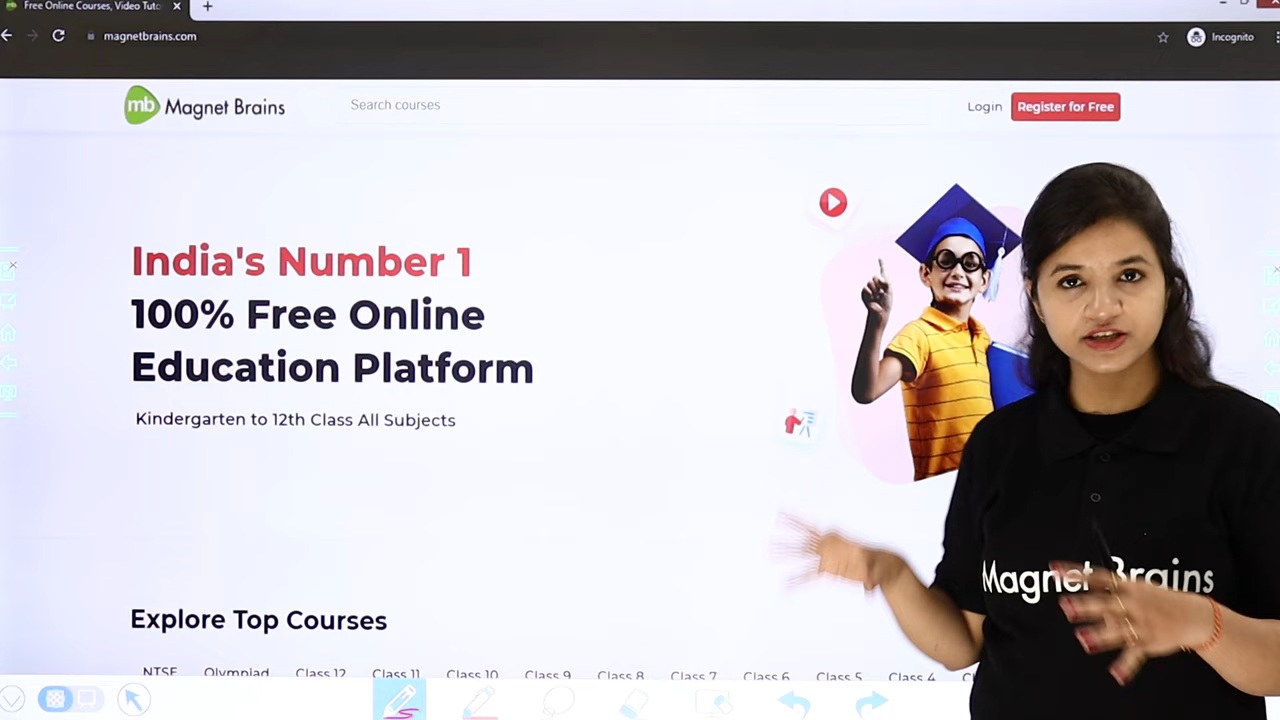 Free Online Courses, Video Tuto
magnetbrains.com
Incognito
mb Magnet Brains
Search courses
Login
Register for Free
India's Number 1
100% Free Online
Education Platform
Kindergarten to 12th Class All Subjects
Magnet Brains
Explore Top Courses
NTSE Olympiad Class 12 Class 11 Class 10 Class 9 Class 8 Class 7 Class 6 Class 5 Class 4